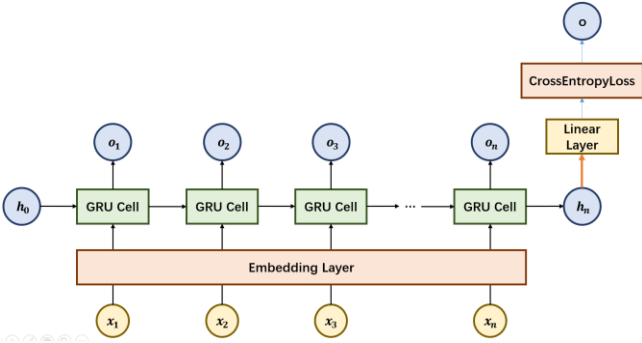 o
CrossEntropyLoss
Linear
Layer
o₁ o₂ o₃ oₙ
h₀ GRU Cell GRU Cell GRU Cell ... GRU Cell hₙ
Embedding Layer
x₁ x₂ x₃ xₙ